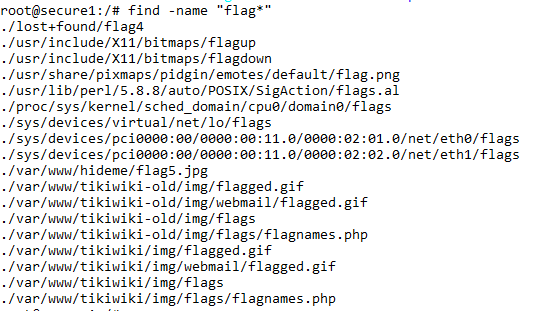 root@secure1:/# find -name "flag*"
./lost+found/flag4
./usr/include/X11/bitmaps/flagup
./usr/include/X11/bitmaps/flagdown
./usr/share/pixmaps/pidgin/emotes/default/flag.png
./usr/lib/perl/5.8.8/auto/POSIX/SigAction/flags.al
./proc/sys/kernel/sched_domain/cpu0/domain0/flags
./sys/devices/virtual/net/lo/flags
./sys/devices/pci0000:00/0000:00:11.0/0000:02:01.0/net/eth0/flags
./sys/devices/pci0000:00/0000:00:11.0/0000:02:02.0/net/eth1/flags
./var/www/hideme/flag5.jpg
./var/www/tikiwiki-old/img/flagged.gif
./var/www/tikiwiki-old/img/webmail/flagged.gif
./var/www/tikiwiki-old/img/flags
./var/www/tikiwiki-old/img/flags/flagnames.php
./var/www/tikiwiki/img/flagged.gif
./var/www/tikiwiki/img/webmail/flagged.gif
./var/www/tikiwiki/img/flags
./var/www/tikiwiki/img/flags/flagnames.php